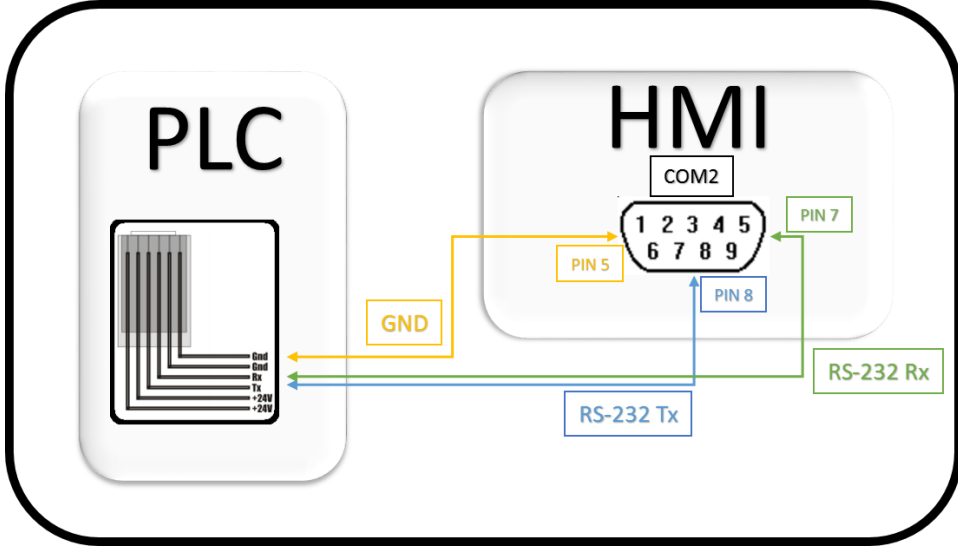 PLC
HMI
COM2
1 2 3 4 5
6 7 8 9
PIN 7
PIN 5
PIN 8
GND
Gnd
Gnd
Rx
Tx
+24V
+24V
RS-232 Rx
RS-232 Tx